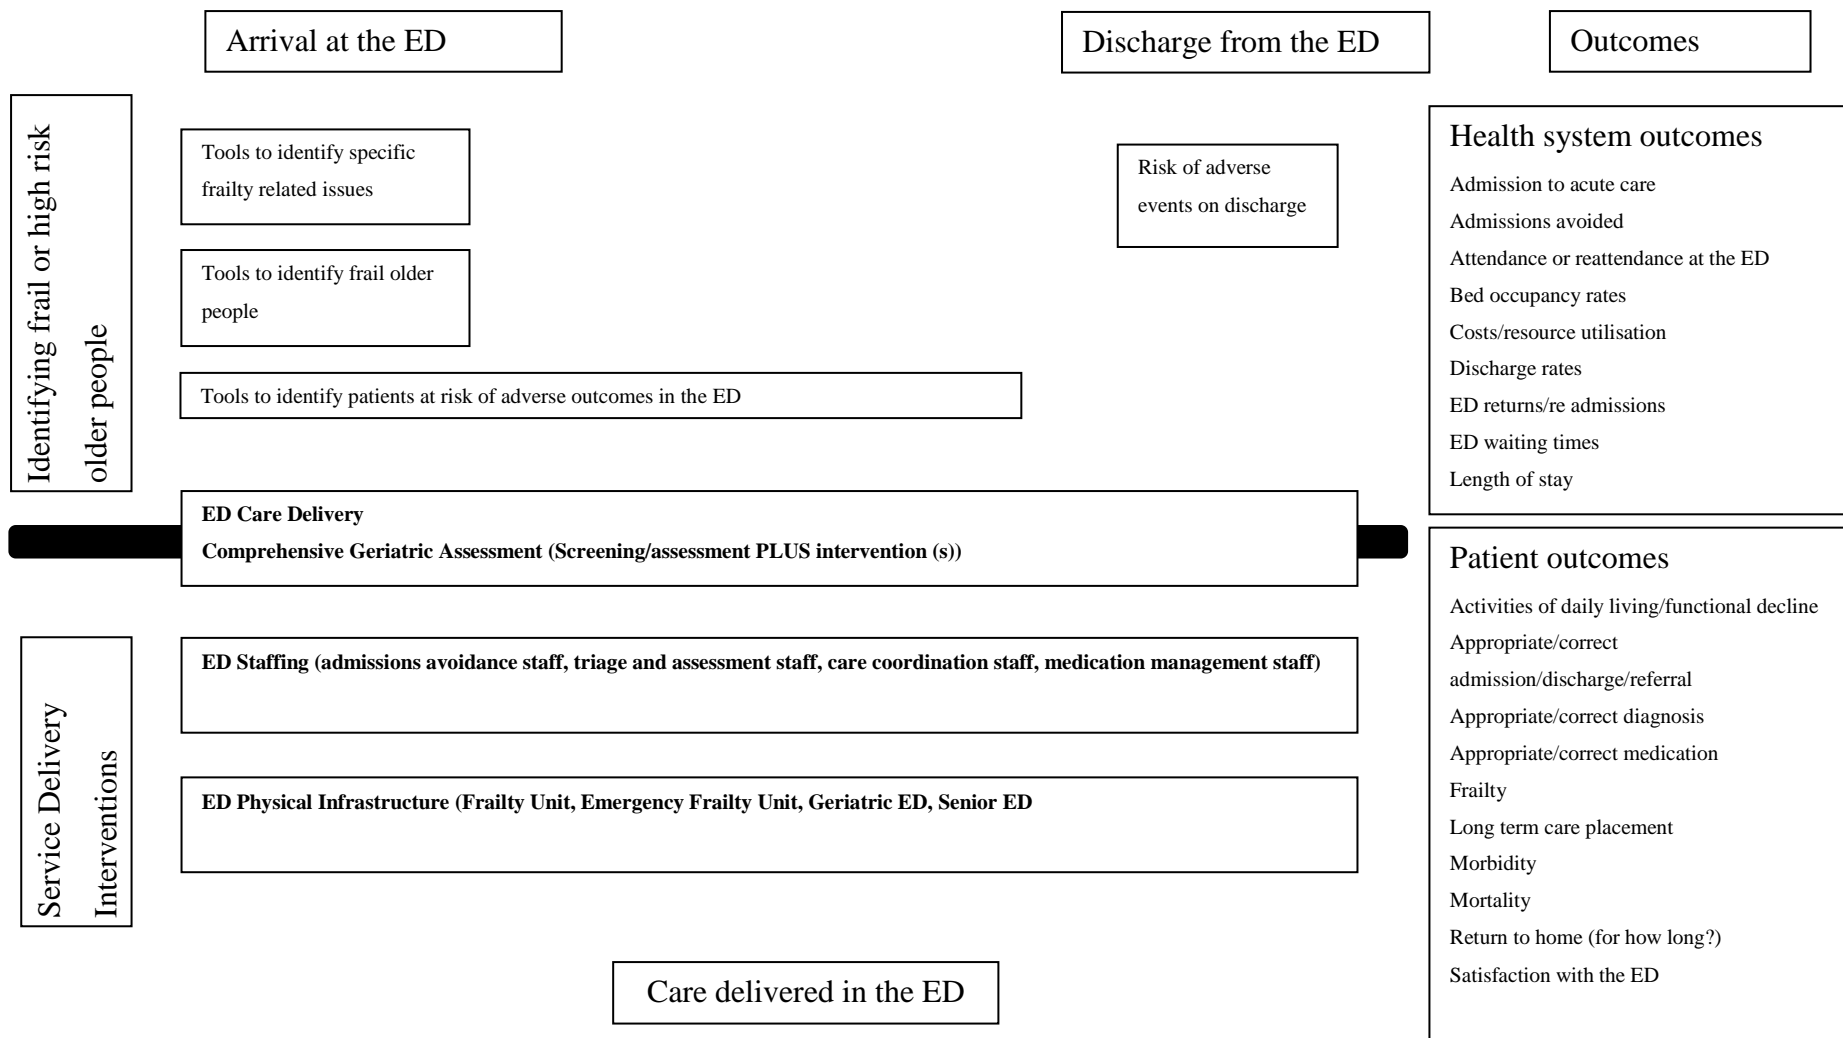 Arrival at the ED
Discharge from the ED
Outcomes
Identifying frail or high risk
older people
Tools to identify specific
frailty related issues
Tools to identify frail older
people
Tools to identify patients at risk of adverse outcomes in the ED
Risk of adverse
events on discharge
Health system outcomes
Admission to acute care
Admissions avoided
Attendance or reattendance at the ED
Bed occupancy rates
Costs/resource utilisation
Discharge rates
ED returns/re admissions
ED waiting times
Length of stay
ED Care Delivery
Comprehensive Geriatric Assessment (Screening/assessment PLUS intervention (s))
Service Delivery
Interventions
ED Staffing (admissions avoidance staff, triage and assessment staff, care coordination staff, medication management staff)
ED Physical Infrastructure (Frailty Unit, Emergency Frailty Unit, Geriatric ED, Senior ED
Patient outcomes
Activities of daily living/functional decline
Appropriate/correct
admission/discharge/referral
Appropriate/correct diagnosis
Appropriate/correct medication
Frailty
Long term care placement
Morbidity
Mortality
Return to home (for how long?)
Satisfaction with the ED
Care delivered in the ED